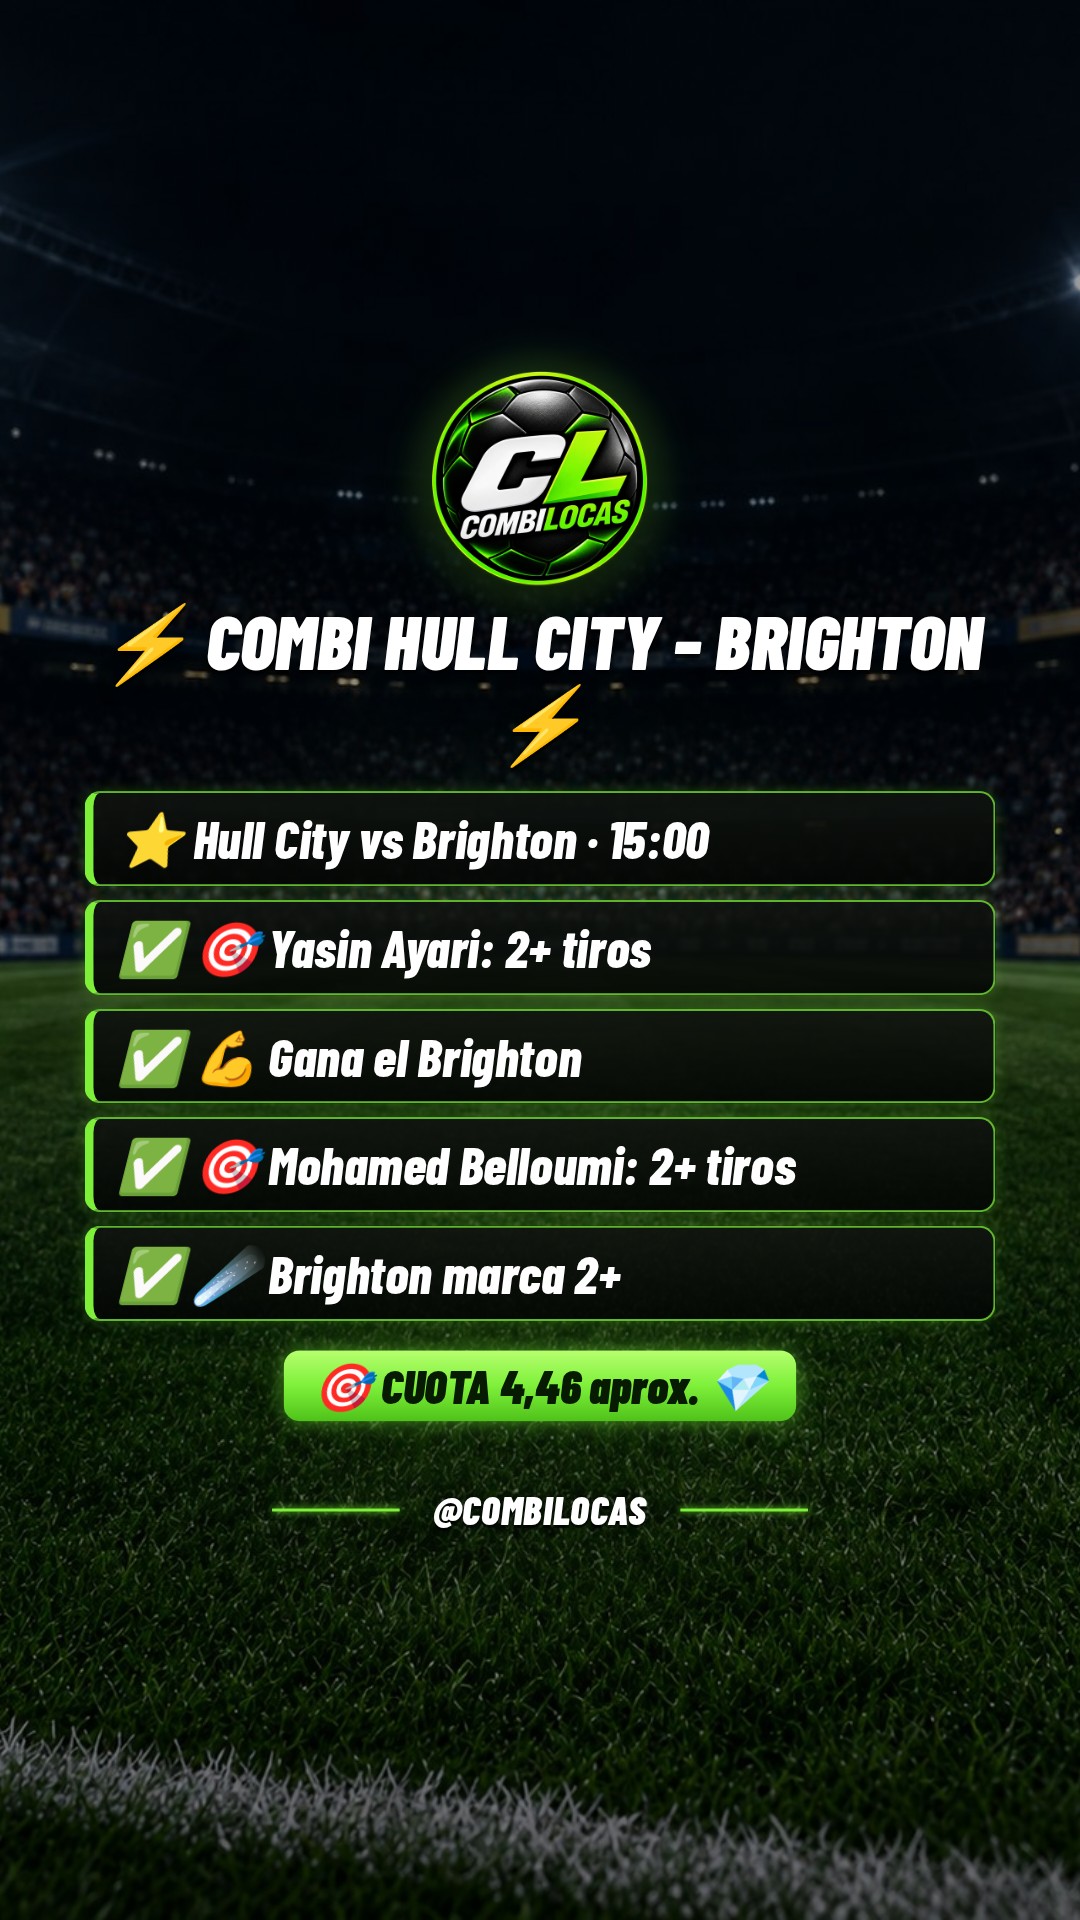 CL
COMBILOCAS
⚡ COMBI HULL CITY - BRIGHTON
⚡
⭐ Hull City vs Brighton · 15:00
✅ 🎯 Yasin Ayari: 2+ tiros
✅ 💪 Gana el Brighton
✅ 🎯 Mohamed Belloumi: 2+ tiros
✅ ☄️ Brighton marca 2+
🎯 CUOTA 4,46 aprox. 💎
@COMBILOCAS